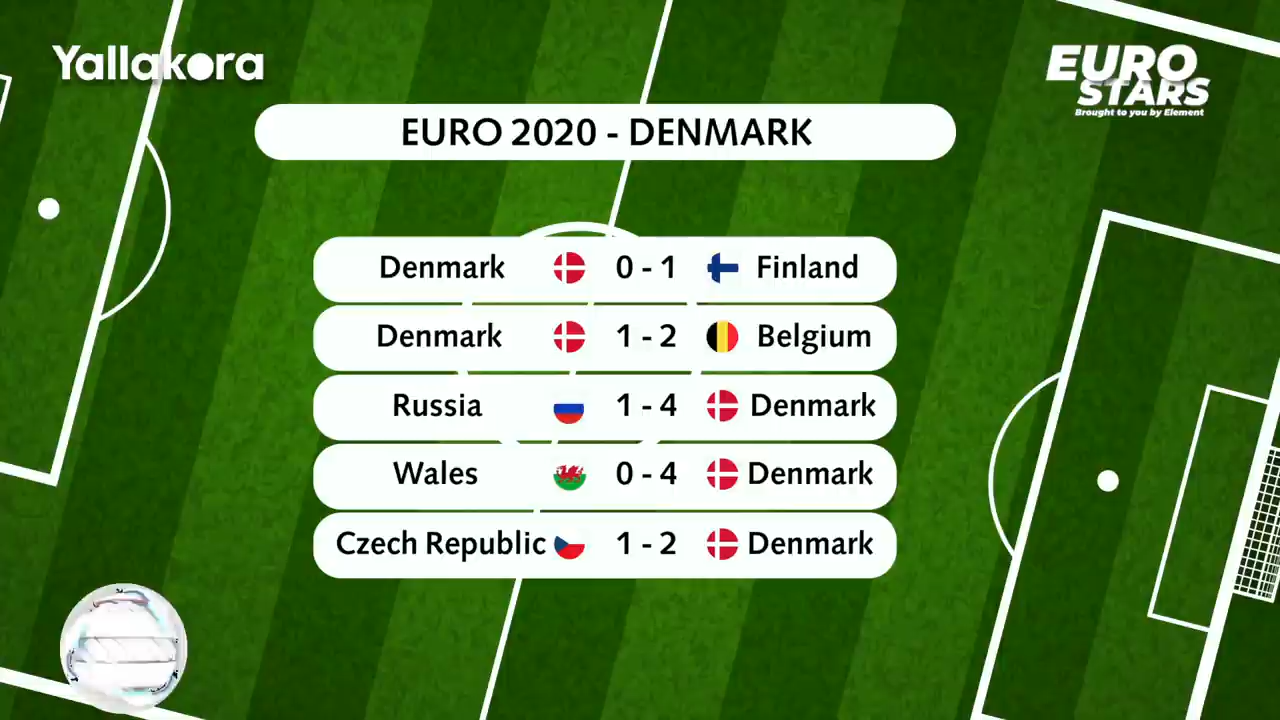 Yallakora
EURO
STARS
Brought to you by Element
EURO 2020 - DENMARK
Denmark 0 - 1 Finland
Denmark 1 - 2 Belgium
Russia 1 - 4 Denmark
Wales 0 - 4 Denmark
Czech Republic 1 - 2 Denmark